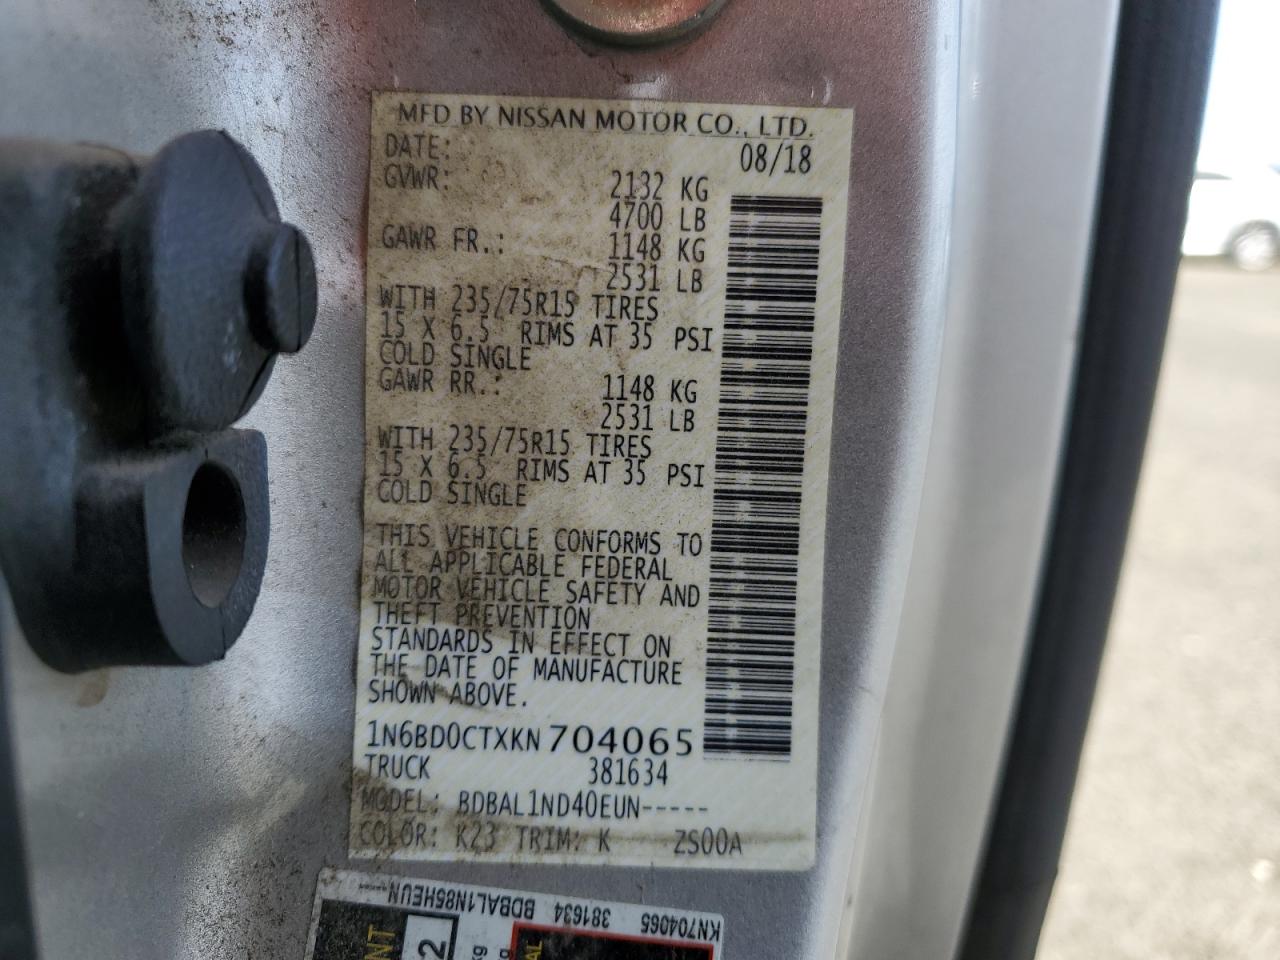 MFD BY NISSAN MOTOR CO., LTD.
DATE: 08/18
GVWR: 2132 KG
4700 LB
GAWR FR.: 1148 KG
2531 LB
WITH 235/75R15 TIRES
15 X 6.5 RIMS AT 35 PSI
COLD SINGLE
GAWR RR.: 1148 KG
2531 LB
WITH 235/75R15 TIRES
15 X 6.5 RIMS AT 35 PSI
COLD SINGLE
THIS VEHICLE CONFORMS TO
ALL APPLICABLE FEDERAL
MOTOR VEHICLE SAFETY AND
THEFT PREVENTION
STANDARDS IN EFFECT ON
THE DATE OF MANUFACTURE
SHOWN ABOVE.
1N6BD0CTXKN704065
TRUCK 381634
MODEL: BDBAL1ND40EUN-----
COLOR: K23 TRIM: K ZS00A
KN704065 381634 BDBAL1N85HEUN-----
2
kg